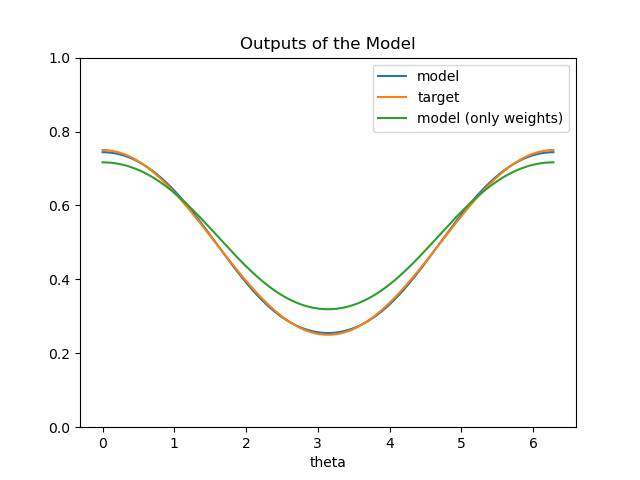 Outputs of the Model
1.0
0.8
0.6
0.4
0.2
0.0
model
target
model (only weights)
0 1 2 3 4 5 6
theta